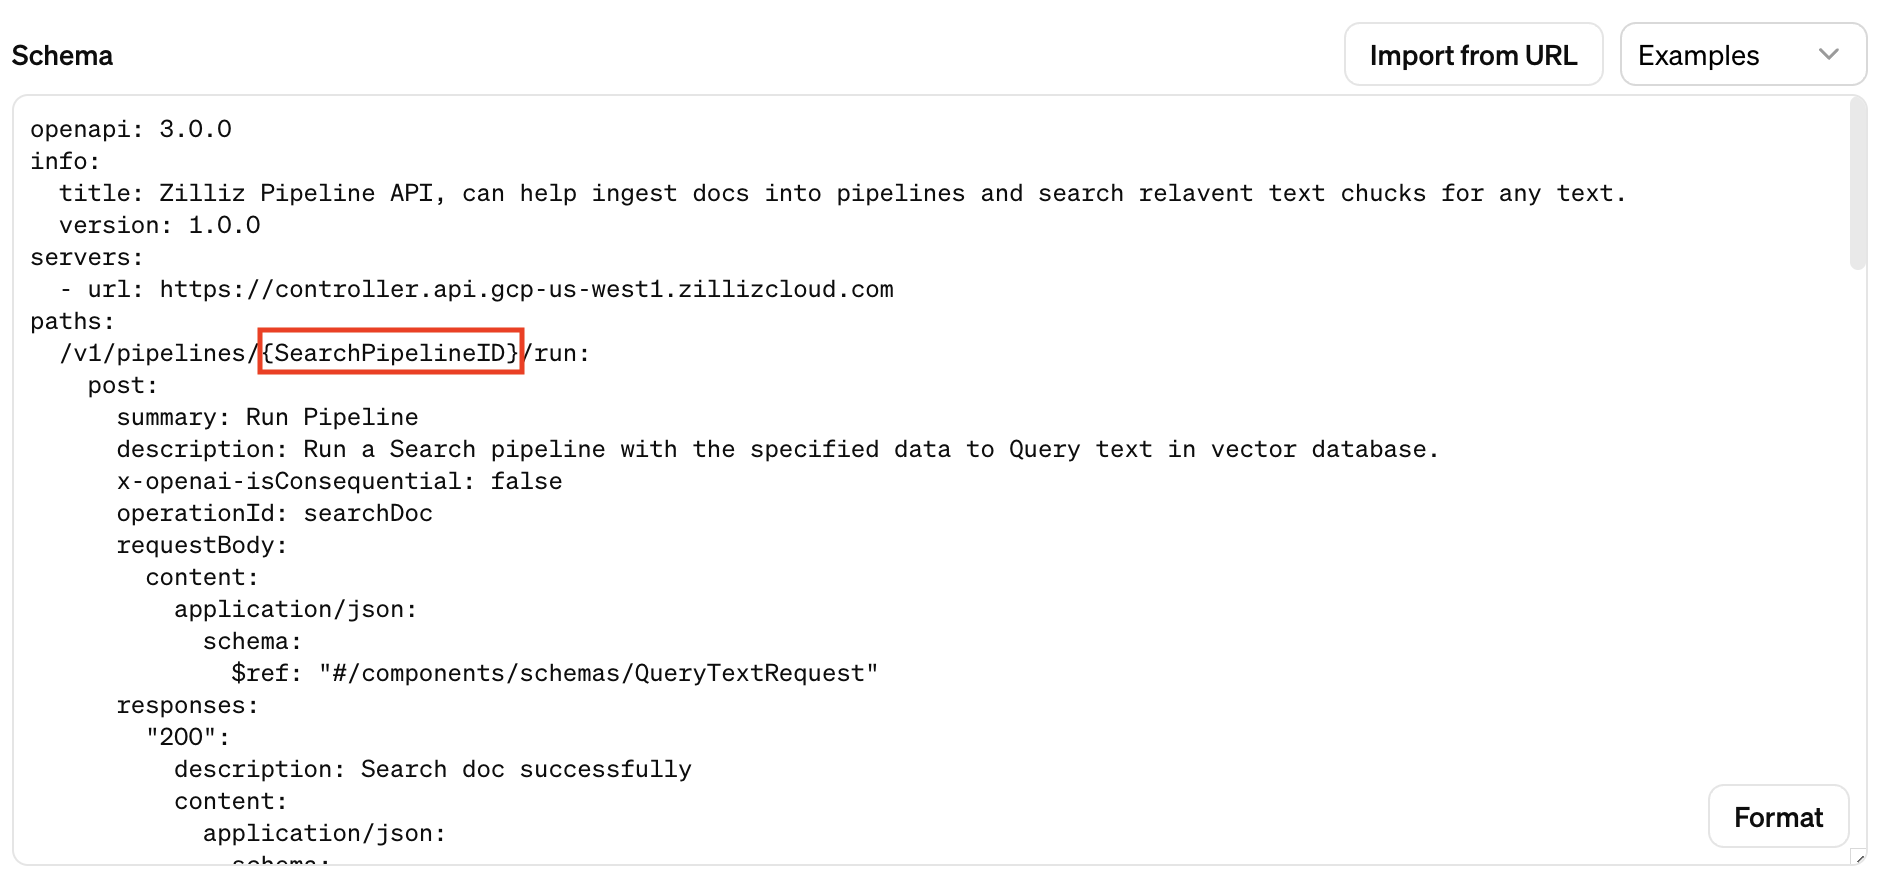 Schema
Import from URL
Examples
openapi: 3.0.0
info:
  title: Zilliz Pipeline API, can help ingest docs into pipelines and search relavent text chucks for any text.
  version: 1.0.0
servers:
  - url: https://controller.api.gcp-us-west1.zillizcloud.com
paths:
  /v1/pipelines/{SearchPipelineID}/run:
    post:
      summary: Run Pipeline
      description: Run a Search pipeline with the specified data to Query text in vector database.
      x-openai-isConsequential: false
      operationId: searchDoc
      requestBody:
        content:
          application/json:
            schema:
              $ref: "#/components/schemas/QueryTextRequest"
      responses:
        "200":
          description: Search doc successfully
          content:
            application/json:
              schema:
Format